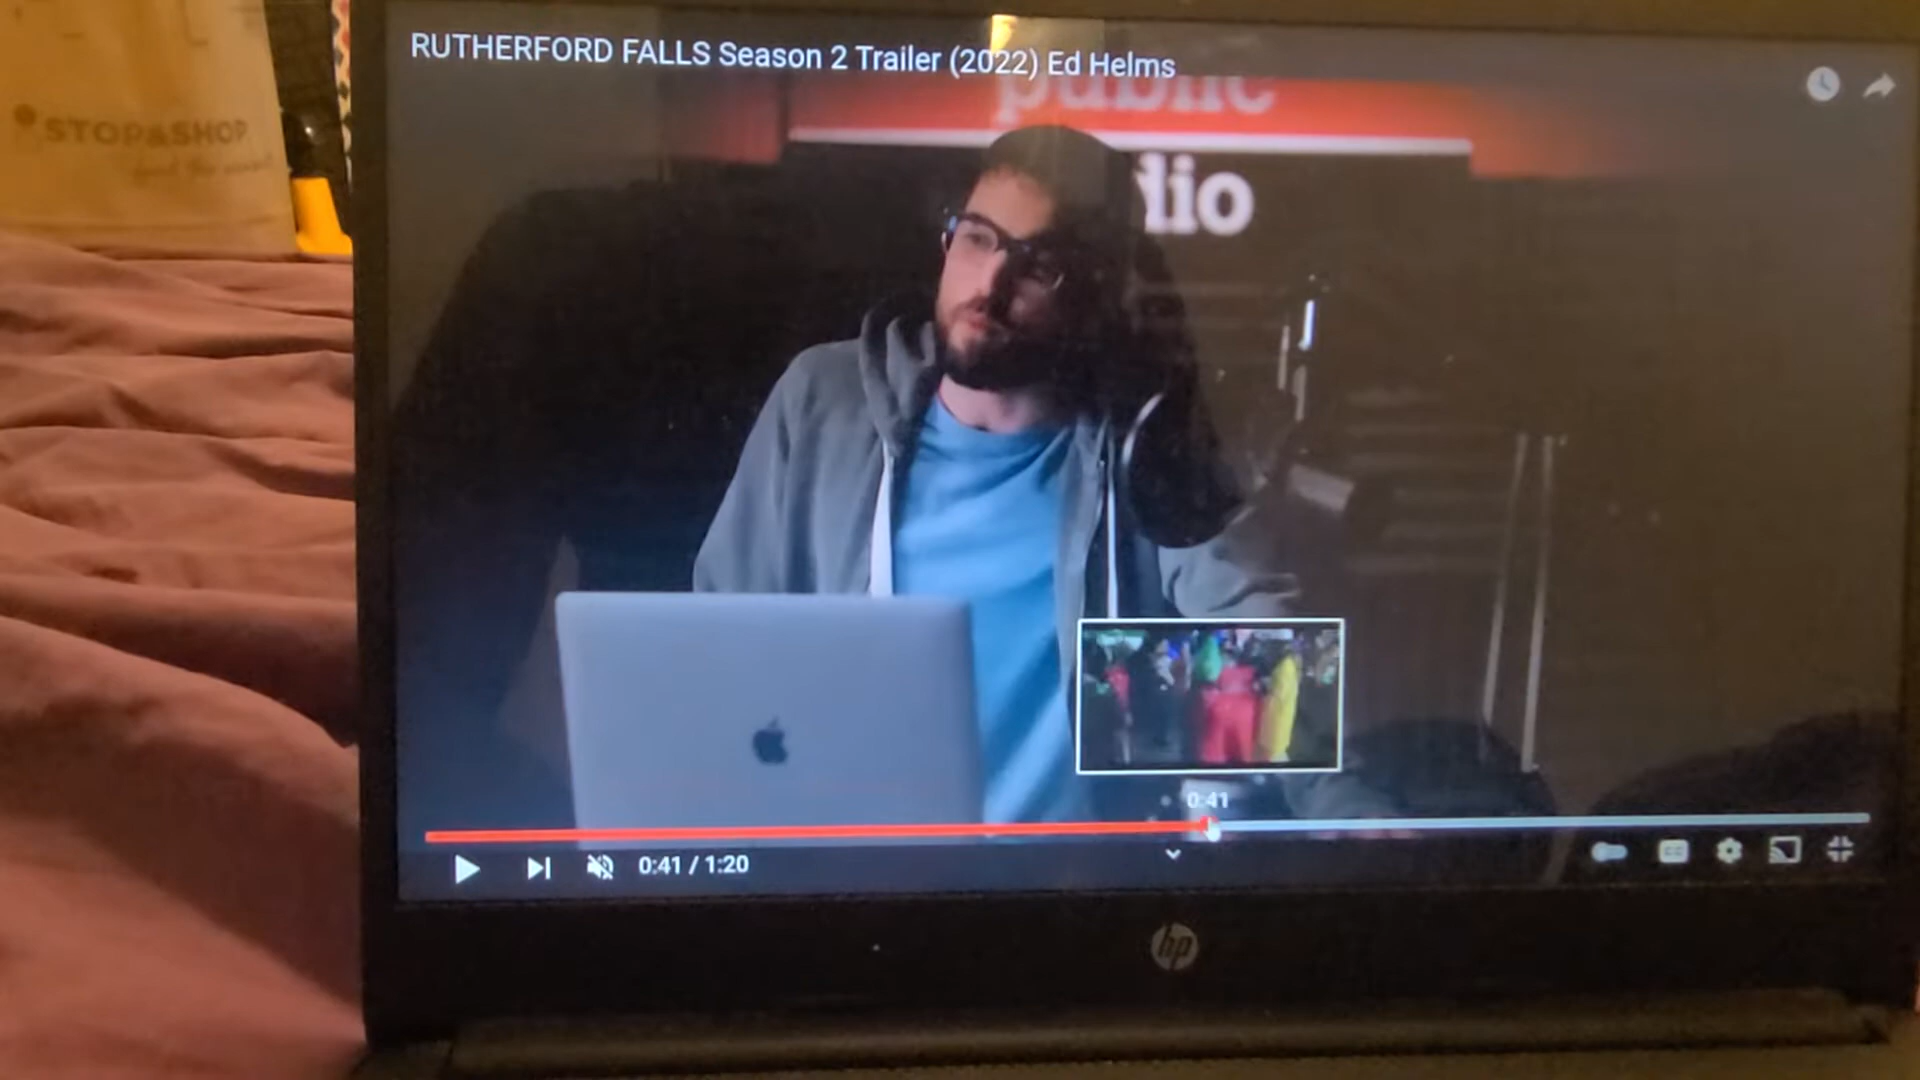 RUTHERFORD FALLS Season 2 Trailer (2022) Ed Helms
public
dio
STOP&SHOP
0:41
0:41 / 1:20
CC
hp